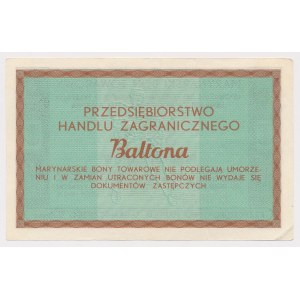 PRZEDSIĘBIORSTWO
HANDLU ZAGRANICZNEGO
Baltona
MARYNARSKIE BONY TOWAROWE NIE PODLEGAJĄ UMORZE-
NIU I W ZAMIAN UTRACONYCH BONÓW NIE WYDAJE SIĘ
DOKUMENTÓW ZASTĘPCZYCH